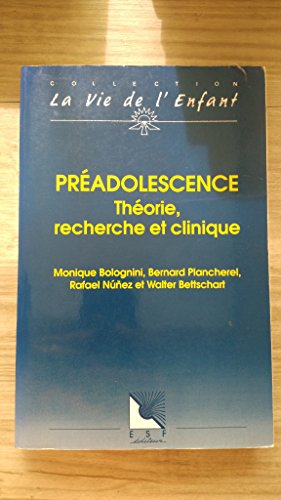 COLLECTION
La Vie de l'Enfant
PRÉADOLESCENCE
Théorie,
recherche et clinique
Monique Bolognini, Bernard Plancherel,
Rafael Núñez et Walter Bettschart
ESF
éditeur